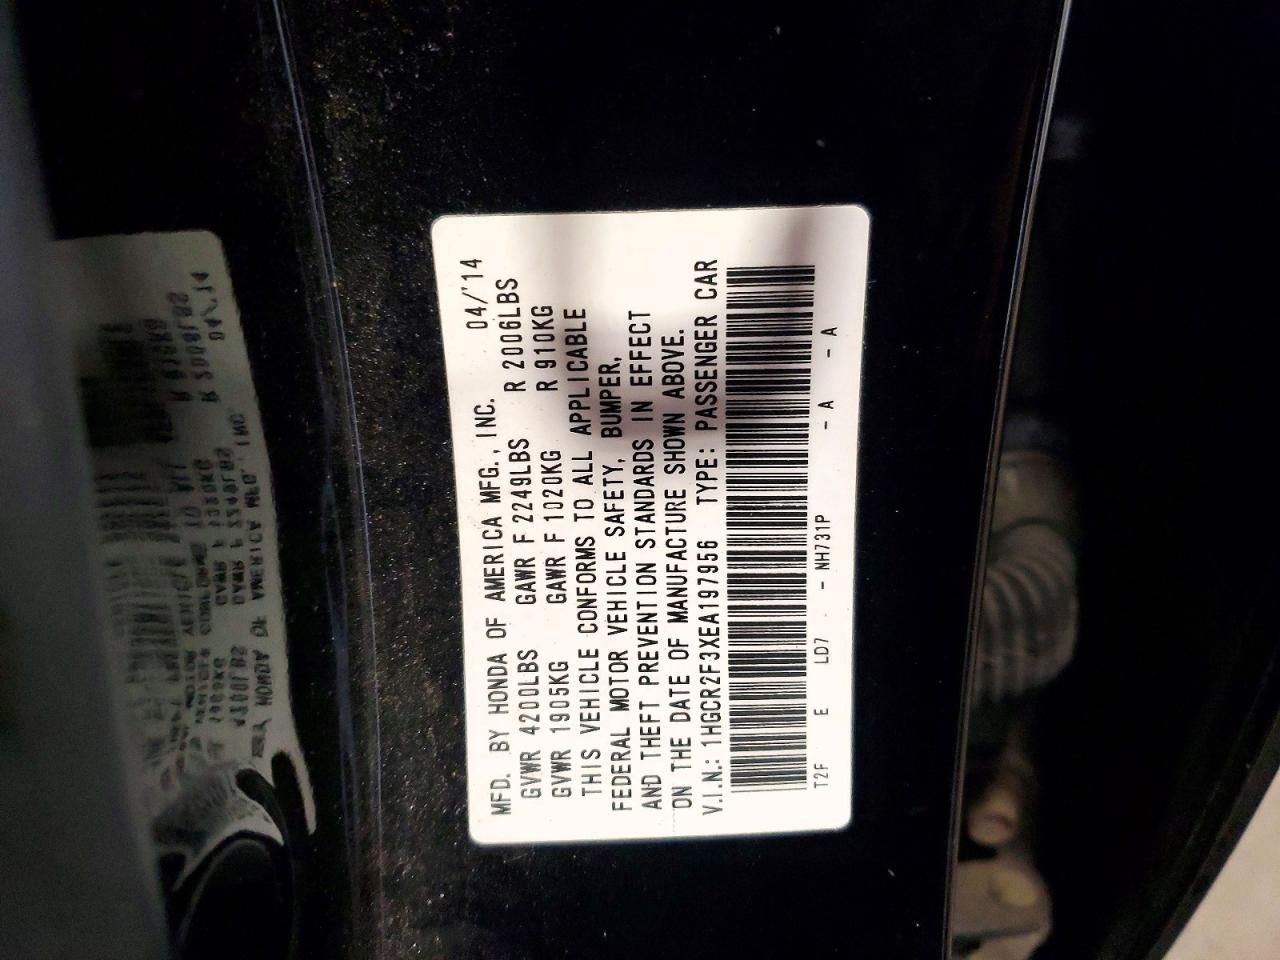 MFD. BY HONDA OF AMERICA MFG., INC. 04/'14
GVWR 4200LBS GAWR F 2249LBS R 2006LBS
GVWR 1905KG GAWR F 1020KG R 910KG
THIS VEHICLE CONFORMS TO ALL APPLICABLE
FEDERAL MOTOR VEHICLE SAFETY, BUMPER,
AND THEFT PREVENTION STANDARDS IN EFFECT
ON THE DATE OF MANUFACTURE SHOWN ABOVE.
V.I.N.: 1HGCR2F3XEA197956 TYPE: PASSENGER CAR
T2F E LD7 - NH731P - A - A